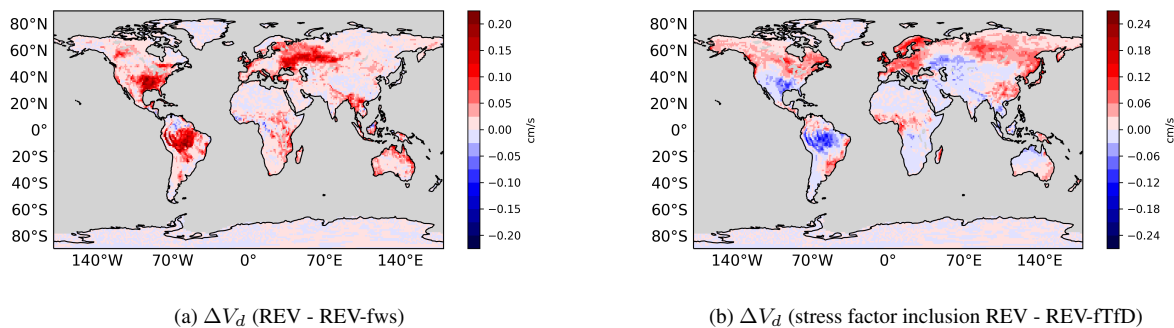 80°N
60°N
40°N
20°N
0°
20°S
40°S
60°S
80°S
140°W 70°W 0° 70°E 140°E
0.20
0.15
0.10
0.05
0.00
−0.05
−0.10
−0.15
−0.20
cm/s
(a) ΔV_d (REV - REV-fws)
80°N
60°N
40°N
20°N
0°
20°S
40°S
60°S
80°S
140°W 70°W 0° 70°E 140°E
0.24
0.18
0.12
0.06
0.00
−0.06
−0.12
−0.18
−0.24
cm/s
(b) ΔV_d (stress factor inclusion REV - REV-fTfD)